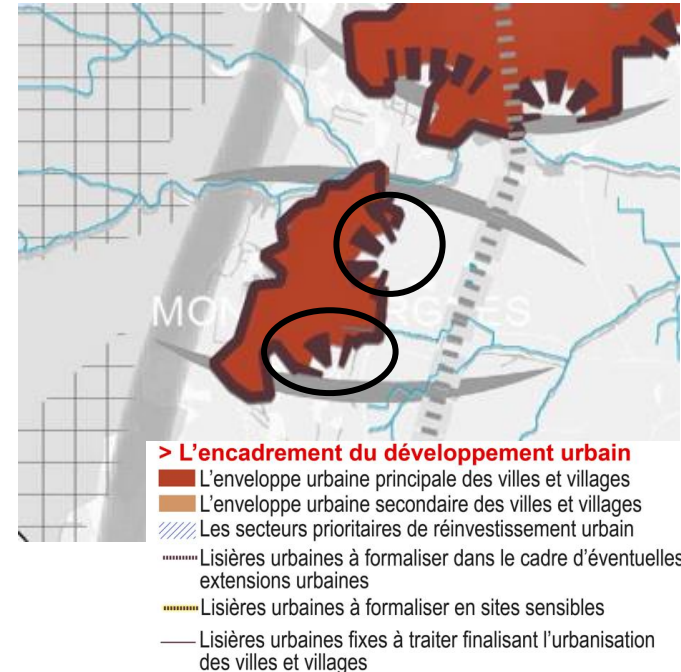 > L'encadrement du développement urbain
L'enveloppe urbaine principale des villes et villages
L'enveloppe urbaine secondaire des villes et villages
Les secteurs prioritaires de réinvestissement urbain
Lisières urbaines à formaliser dans le cadre d'éventuelles
extensions urbaines
Lisières urbaines à formaliser en sites sensibles
Lisières urbaines fixes à traiter finalisant l'urbanisation
des villes et villages